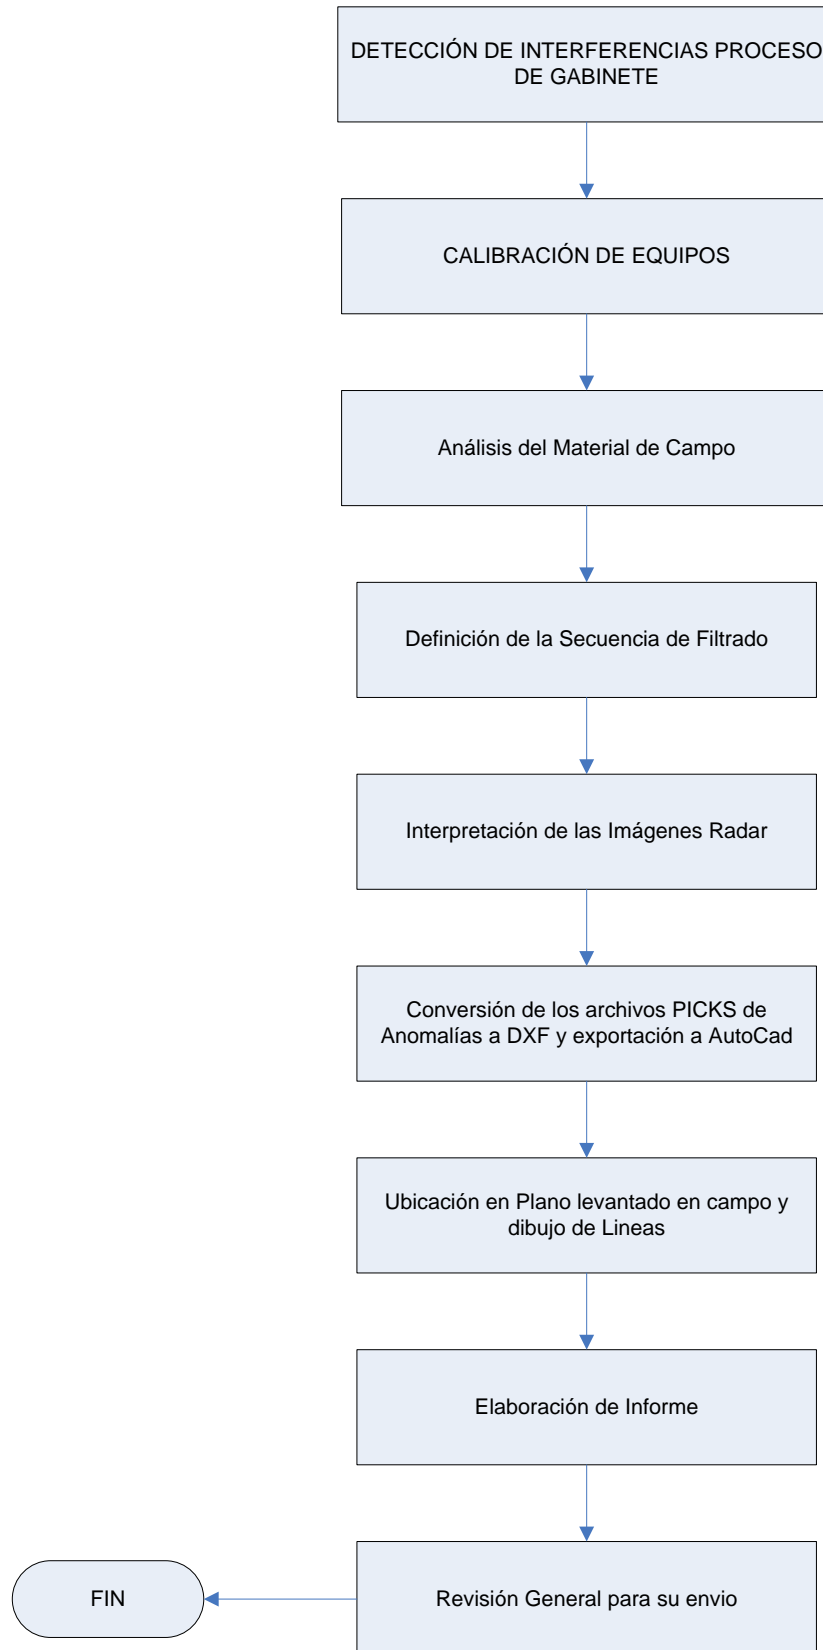 DETECCIÓN DE INTERFERENCIAS PROCESO
DE GABINETE
CALIBRACIÓN DE EQUIPOS
Análisis del Material de Campo
Definición de la Secuencia de Filtrado
Interpretación de las Imágenes Radar
Conversión de los archivos PICKS de
Anomalías a DXF y exportación a AutoCad
Ubicación en Plano levantado en campo y
dibujo de Lineas
Elaboración de Informe
Revisión General para su envio
FIN